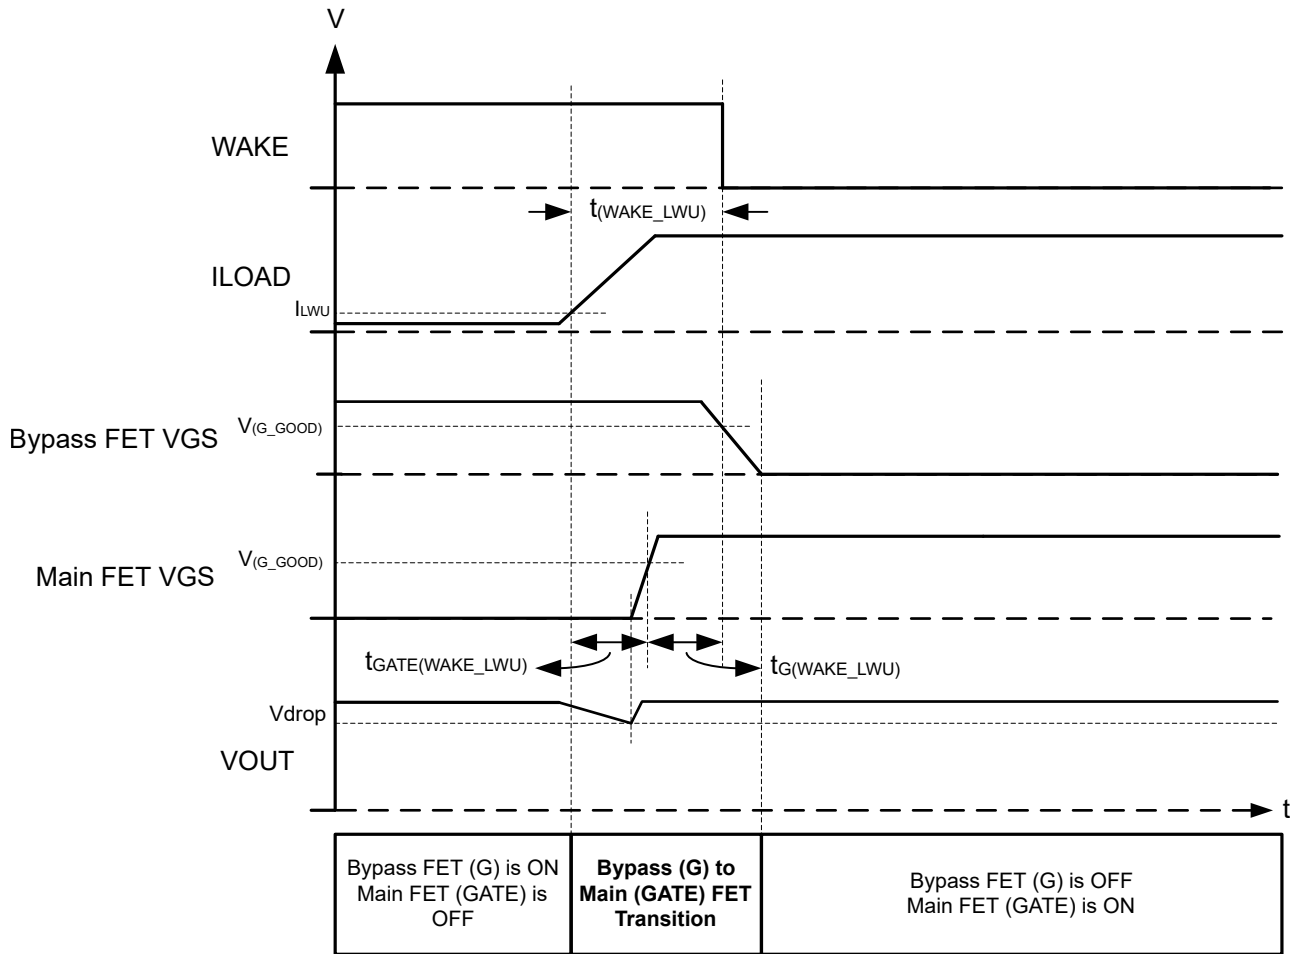 V
WAKE
t(WAKE_LWU)
ILOAD
ILWU
V(G_GOOD)
Bypass FET VGS
V(G_GOOD)
Main FET VGS
tGATE(WAKE_LWU)
tG(WAKE_LWU)
Vdrop
VOUT
t
Bypass FET (G) is ON
Main FET (GATE) is
OFF
Bypass (G) to
Main (GATE) FET
Transition
Bypass FET (G) is OFF
Main FET (GATE) is ON